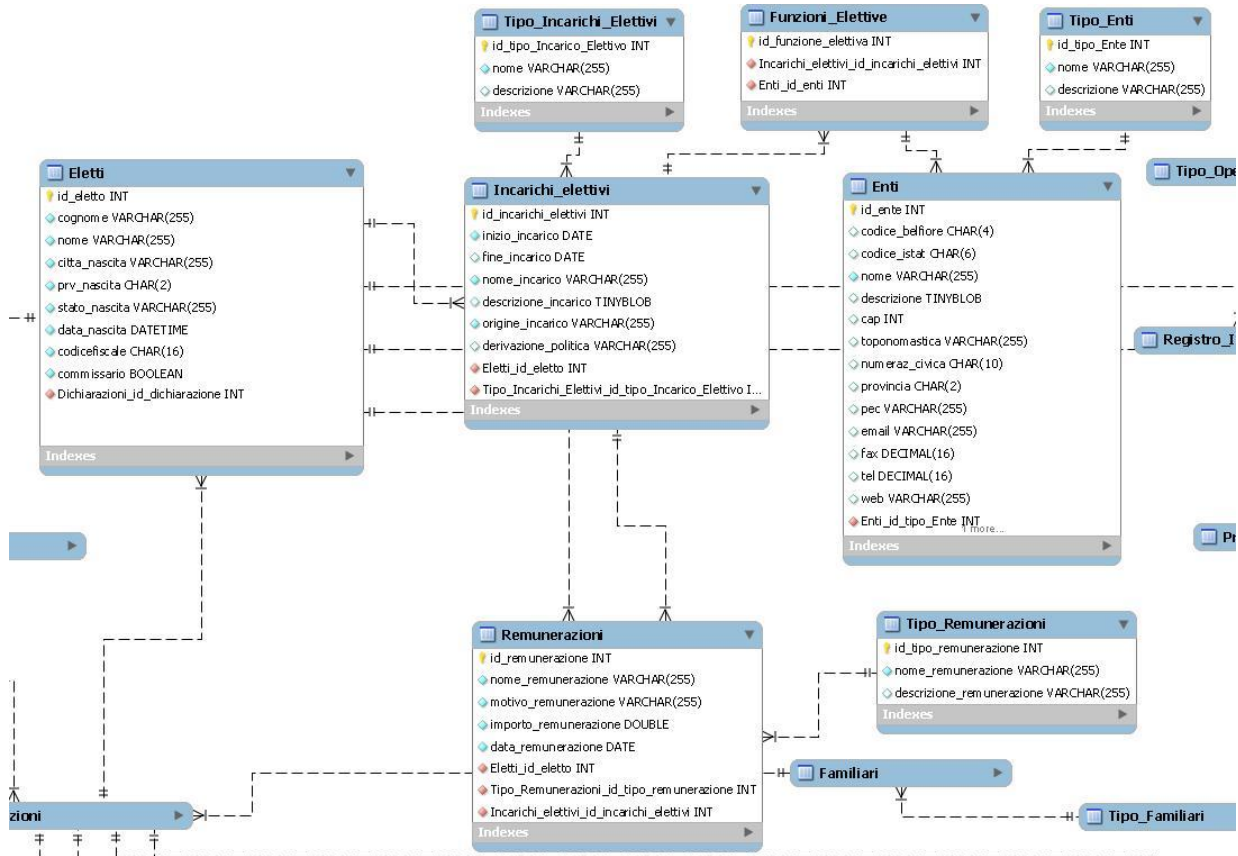 Tipo_Incarichi_Elettivi
id_tipo_Incarico_Elettivo INT
nome VARCHAR(255)
descrizione VARCHAR(255)
Indexes
Funzioni_Elettive
id_funzione_elettiva INT
Incarichi_elettivi_id_incarichi_elettivi INT
Enti_id_enti INT
Indexes
Tipo_Enti
id_tipo_Ente INT
nome VARCHAR(255)
descrizione VARCHAR(255)
Indexes
Eletti
id_eletto INT
cognome VARCHAR(255)
nome VARCHAR(255)
citta_nascita VARCHAR(255)
prv_nascita CHAR(2)
stato_nascita VARCHAR(255)
data_nascita DATETIME
codicefiscale CHAR(16)
commissario BOOLEAN
Dichiarazioni_id_dichiarazione INT
Indexes
Incarichi_elettivi
id_incarichi_elettivi INT
inizio_incarico DATE
fine_incarico DATE
nome_incarico VARCHAR(255)
descrizione_incarico TINYBLOB
origine_incarico VARCHAR(255)
derivazione_politica VARCHAR(255)
Eletti_id_eletto INT
Tipo_Incarichi_Elettivi_id_tipo_Incarico_Elettivo I...
Indexes
Enti
id_ente INT
codice_belfiore CHAR(4)
codice_istat CHAR(6)
nome VARCHAR(255)
descrizione TINYBLOB
cap INT
toponomastica VARCHAR(255)
numeraz_civica CHAR(10)
provincia CHAR(2)
pec VARCHAR(255)
email VARCHAR(255)
fax DECIMAL(16)
tel DECIMAL(16)
web VARCHAR(255)
Enti_id_tipo_Ente INT
1 more...
Indexes
Tipo_Ope
Registro_I
Pr
Remunerazioni
id_remunerazione INT
nome_remunerazione VARCHAR(255)
motivo_remunerazione VARCHAR(255)
importo_remunerazione DOUBLE
data_remunerazione DATE
Eletti_id_eletto INT
Tipo_Remunerazioni_id_tipo_remunerazione INT
Incarichi_elettivi_id_incarichi_elettivi INT
Indexes
Tipo_Remunerazioni
id_tipo_remunerazione INT
nome_remunerazione VARCHAR(255)
descrizione_remunerazione VARCHAR(255)
Indexes
Familiari
Tipo_Familiari
zioni